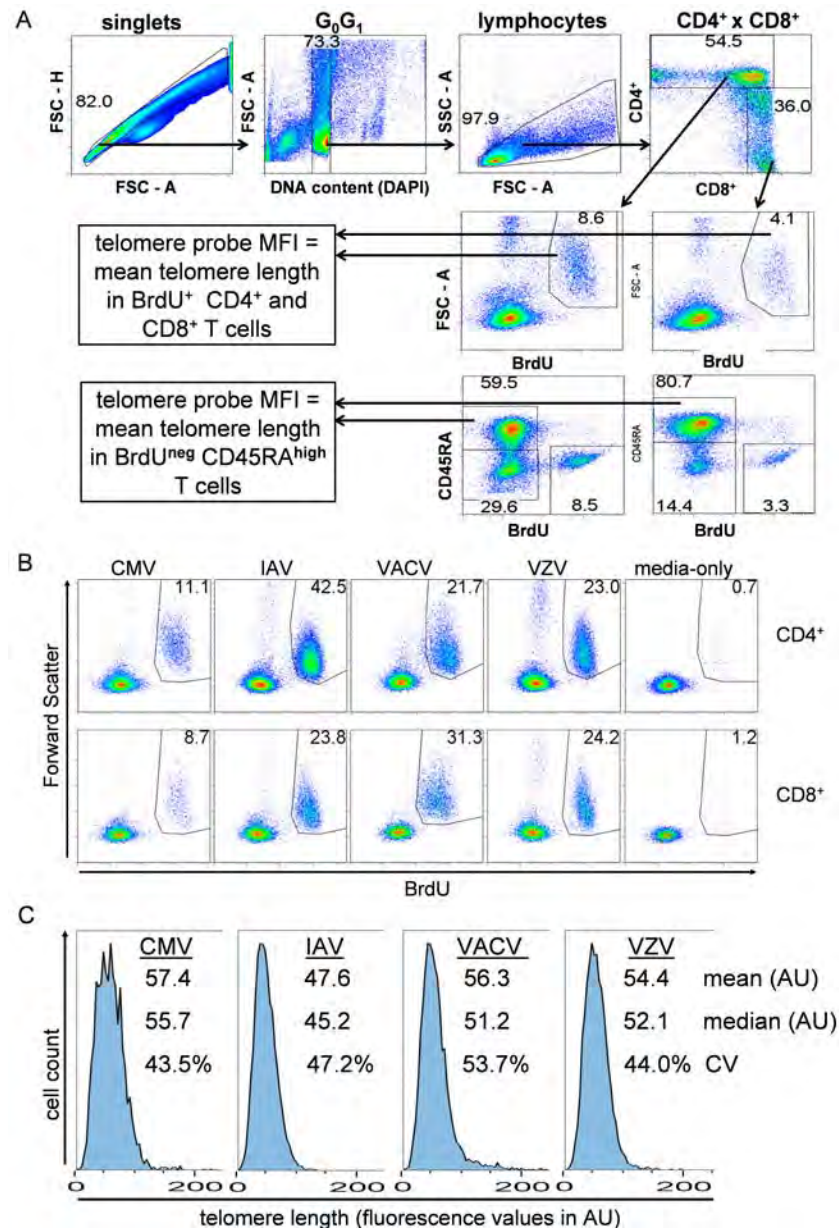 A
singlets
G0G1
lymphocytes
CD4+ x CD8+
82.0
FSC - H
FSC - A
73.3
FSC - A
DNA content (DAPI)
97.9
SSC - A
FSC - A
54.5
36.0
CD4+
CD8+
telomere probe MFI =
mean telomere length
in BrdU+ CD4+ and
CD8+ T cells
8.6
FSC - A
BrdU
4.1
FSC - A
BrdU
telomere probe MFI =
mean telomere length
in BrdUneg CD45RAhigh
T cells
59.5
CD45RA
29.6
8.5
BrdU
80.7
CD45RA
14.4
3.3
BrdU
B
CMV
IAV
VACV
VZV
media-only
11.1
42.5
21.7
23.0
0.7
CD4+
8.7
23.8
31.3
24.2
1.2
CD8+
Forward Scatter
BrdU
C
CMV
IAV
VACV
VZV
57.4
47.6
56.3
54.4
mean (AU)
55.7
45.2
51.2
52.1
median (AU)
43.5%
47.2%
53.7%
44.0%
CV
cell count
0 200
0 200
0 200
0 200
telomere length (fluorescence values in AU)